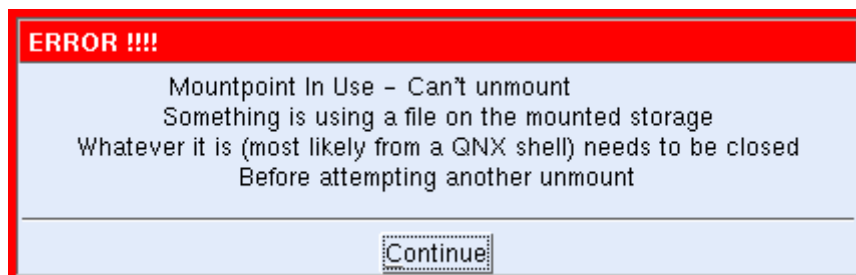 ERROR !!!!
Mountpoint In Use – Can't unmount
Something is using a file on the mounted storage
Whatever it is (most likely from a QNX shell) needs to be closed
Before attempting another unmount
Continue